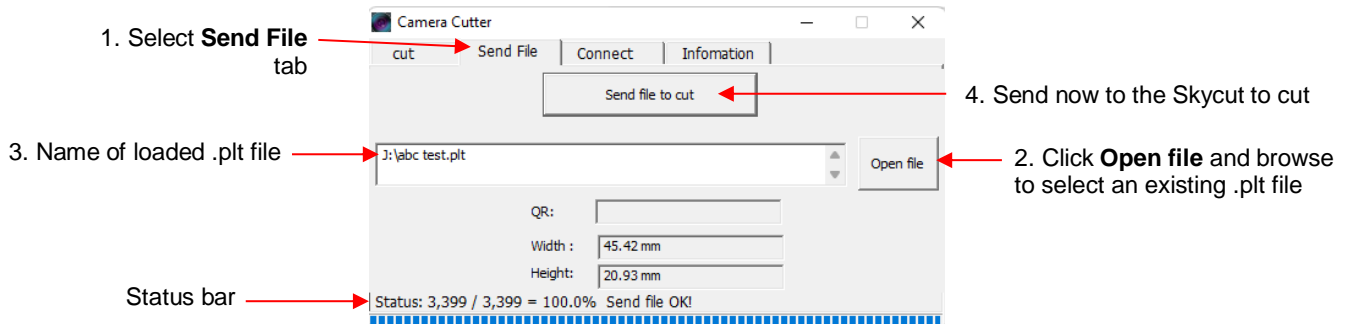 Camera Cutter
1. Select Send File
tab
cut
Send File
Connect
Infomation
Send file to cut
4. Send now to the Skycut to cut
3. Name of loaded .plt file
J:\abc test.plt
Open file
2. Click Open file and browse
to select an existing .plt file
QR:
Width :
45.42 mm
Height:
20.93 mm
Status bar
Status: 3,399 / 3,399 = 100.0% Send file OK!